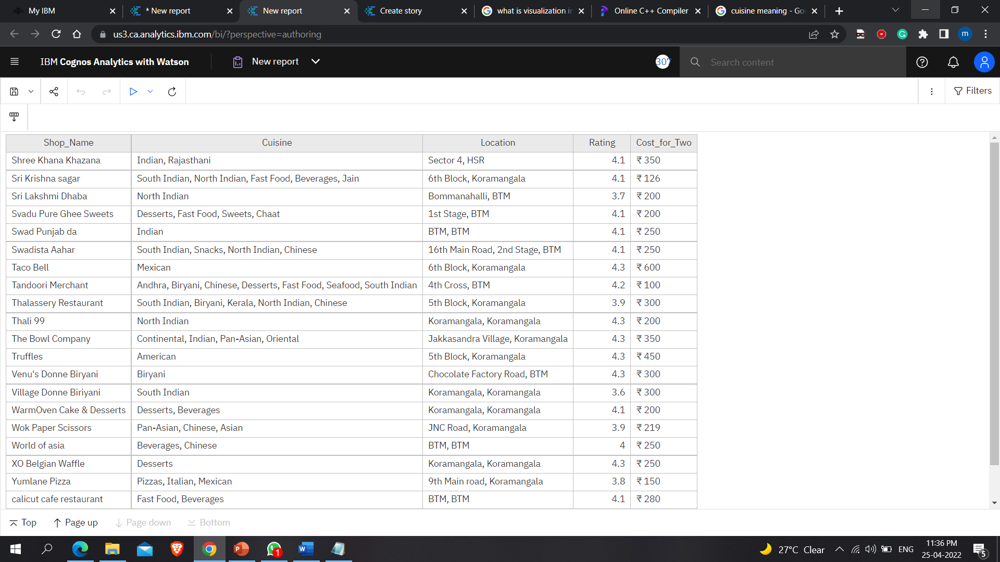 My IBM
* New report
New report
Create story
what is visualization in
Online C++ Compiler
cuisine meaning - Goo
us3.ca.analytics.ibm.com/bi/?perspective=authoring
m
IBM Cognos Analytics with Watson
New report
307
Search content
Filters
Shop_Name Cuisine Location Rating Cost_for_Two
Shree Khana Khazana Indian, Rajasthani Sector 4, HSR 4.1 ₹ 350
Sri Krishna sagar South Indian, North Indian, Fast Food, Beverages, Jain 6th Block, Koramangala 4.1 ₹ 126
Sri Lakshmi Dhaba North Indian Bommanahalli, BTM 3.7 ₹ 200
Svadu Pure Ghee Sweets Desserts, Fast Food, Sweets, Chaat 1st Stage, BTM 4.1 ₹ 200
Swad Punjab da Indian BTM, BTM 4.1 ₹ 250
Swadista Aahar South Indian, Snacks, North Indian, Chinese 16th Main Road, 2nd Stage, BTM 4.1 ₹ 250
Taco Bell Mexican 6th Block, Koramangala 4.3 ₹ 600
Tandoori Merchant Andhra, Biryani, Chinese, Desserts, Fast Food, Seafood, South Indian 4th Cross, BTM 4.2 ₹ 100
Thalassery Restaurant South Indian, Biryani, Kerala, North Indian, Chinese 5th Block, Koramangala 3.9 ₹ 300
Thali 99 North Indian Koramangala, Koramangala 4.3 ₹ 200
The Bowl Company Continental, Indian, Pan-Asian, Oriental Jakkasandra Village, Koramangala 4.3 ₹ 350
Truffles American 5th Block, Koramangala 4.3 ₹ 450
Venu's Donne Biryani Biryani Chocolate Factory Road, BTM 4.3 ₹ 300
Village Donne Biriyani South Indian Koramangala, Koramangala 3.6 ₹ 300
WarmOven Cake & Desserts Desserts, Beverages Koramangala, Koramangala 4.1 ₹ 200
Wok Paper Scissors Pan-Asian, Chinese, Asian JNC Road, Koramangala 3.9 ₹ 219
World of asia Beverages, Chinese BTM, BTM 4 ₹ 250
XO Belgian Waffle Desserts Koramangala, Koramangala 4.3 ₹ 250
Yumlane Pizza Pizzas, Italian, Mexican 9th Main road, Koramangala 3.8 ₹ 150
calicut cafe restaurant Fast Food, Beverages BTM, BTM 4.1 ₹ 280
Top Page up Page down Bottom
27°C Clear
ENG
11:36 PM
25-04-2022
1
5